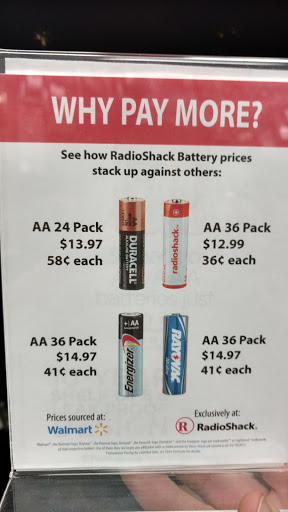 WHY PAY MORE?
See how RadioShack Battery prices
stack up against others:
AA 24 Pack
$13.97
58¢ each
DURACELL
radioshack.
AA 36 Pack
$12.99
36¢ each
AA 36 Pack
$14.97
41¢ each
AA
Energizer
RAYOVAC
AA 36 Pack
$14.97
41¢ each
Prices sourced at:
Walmart
Exclusively at:
R RadioShack.